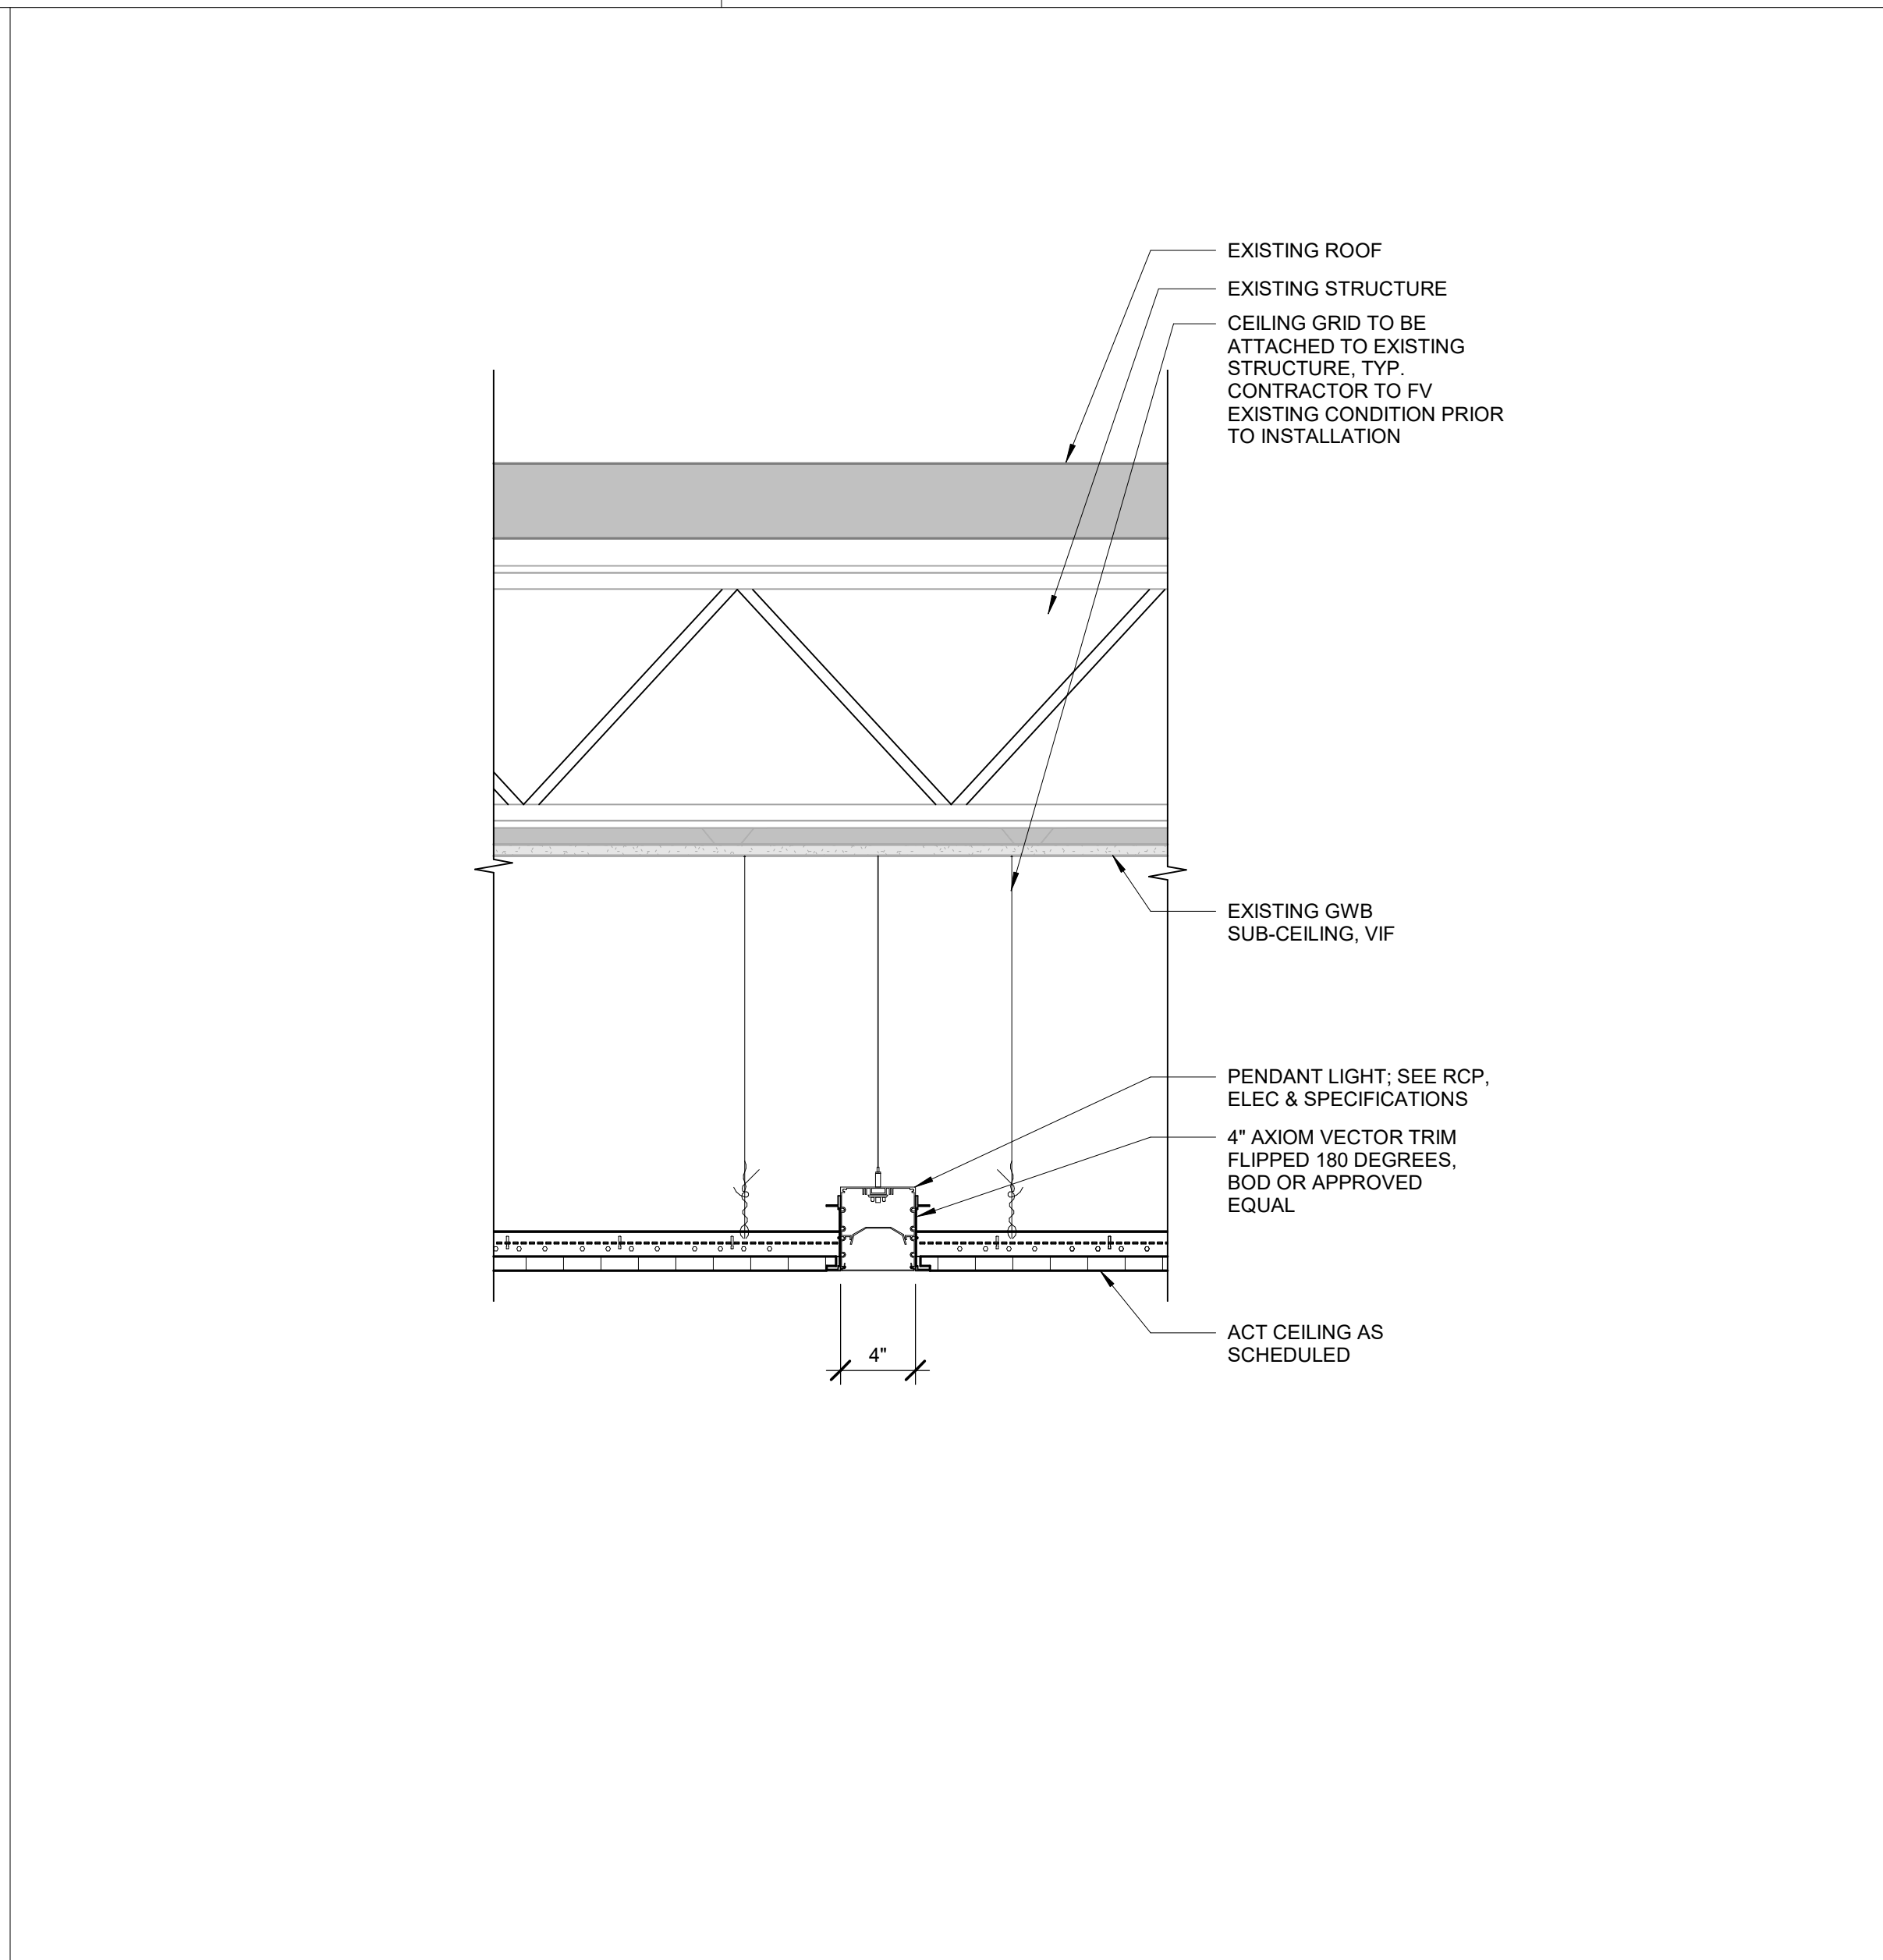 EXISTING ROOF
EXISTING STRUCTURE
CEILING GRID TO BE
ATTACHED TO EXISTING
STRUCTURE, TYP.
CONTRACTOR TO FV
EXISTING CONDITION PRIOR
TO INSTALLATION
EXISTING GWB
SUB-CEILING, VIF
PENDANT LIGHT; SEE RCP,
ELEC & SPECIFICATIONS
4" AXIOM VECTOR TRIM
FLIPPED 180 DEGREES,
BOD OR APPROVED
EQUAL
ACT CEILING AS
SCHEDULED
4"